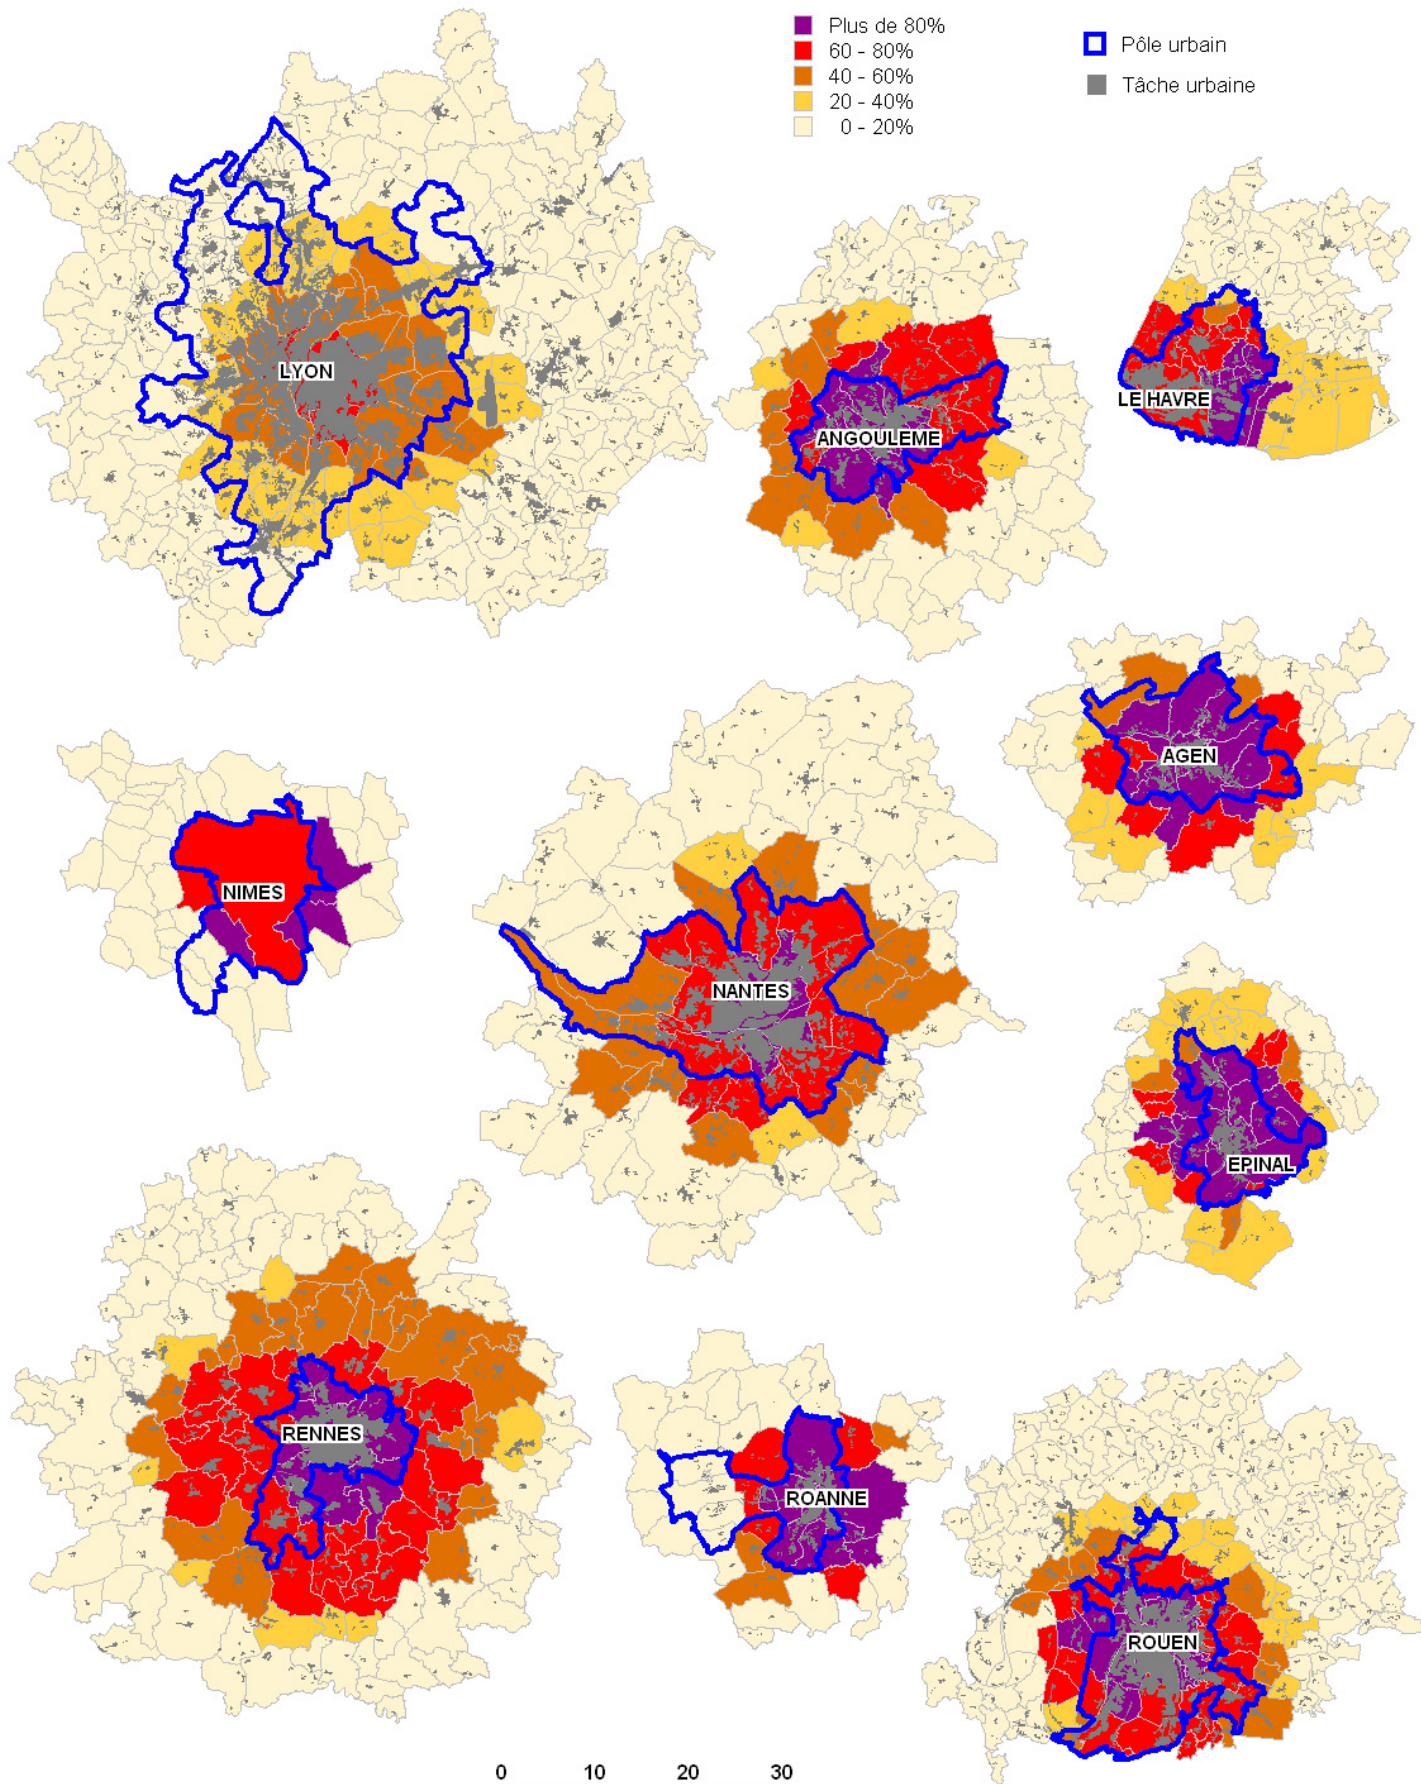 Plus de 80%
60 - 80%
40 - 60%
20 - 40%
0 - 20%
Pôle urbain
Tâche urbaine
LYON
ANGOULEME
LE HAVRE
AGEN
NIMES
NANTES
EPINAL
RENNES
ROANNE
ROUEN
0 10 20 30